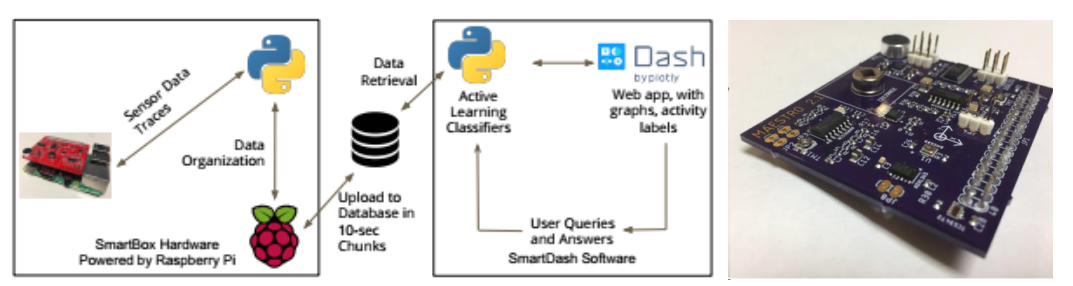 Sensor Data
Traces
Data
Organization
SmartBox Hardware
Powered by Raspberry Pi
Data
Retrieval
Upload to
Database in
10-sec
Chunks
Active
Learning
Classifiers
Dash
by plotly
Web app, with
graphs, activity
labels
User Queries
and Answers
SmartDash Software
MAESTRO
JP8
R30